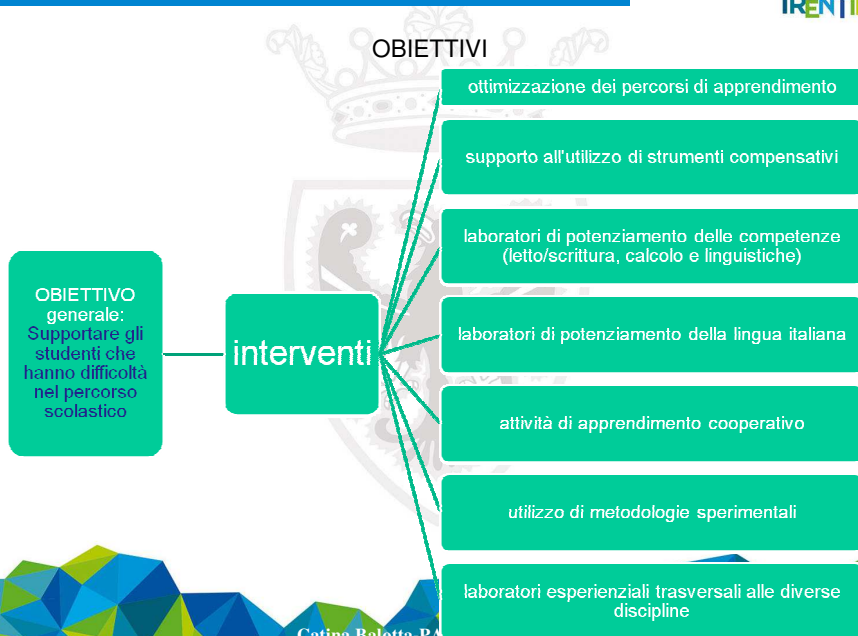 OBIETTIVI
ottimizzazione dei percorsi di apprendimento
supporto all'utilizzo di strumenti compensativi
laboratori di potenziamento delle competenze
(letto/scrittura, calcolo e linguistiche)
OBIETTIVO
generale:
Supportare gli
studenti che
hanno difficoltà
nel percorso
scolastico
interventi
laboratori di potenziamento della lingua italiana
attività di apprendimento cooperativo
utilizzo di metodologie sperimentali
laboratori esperienziali trasversali alle diverse
discipline